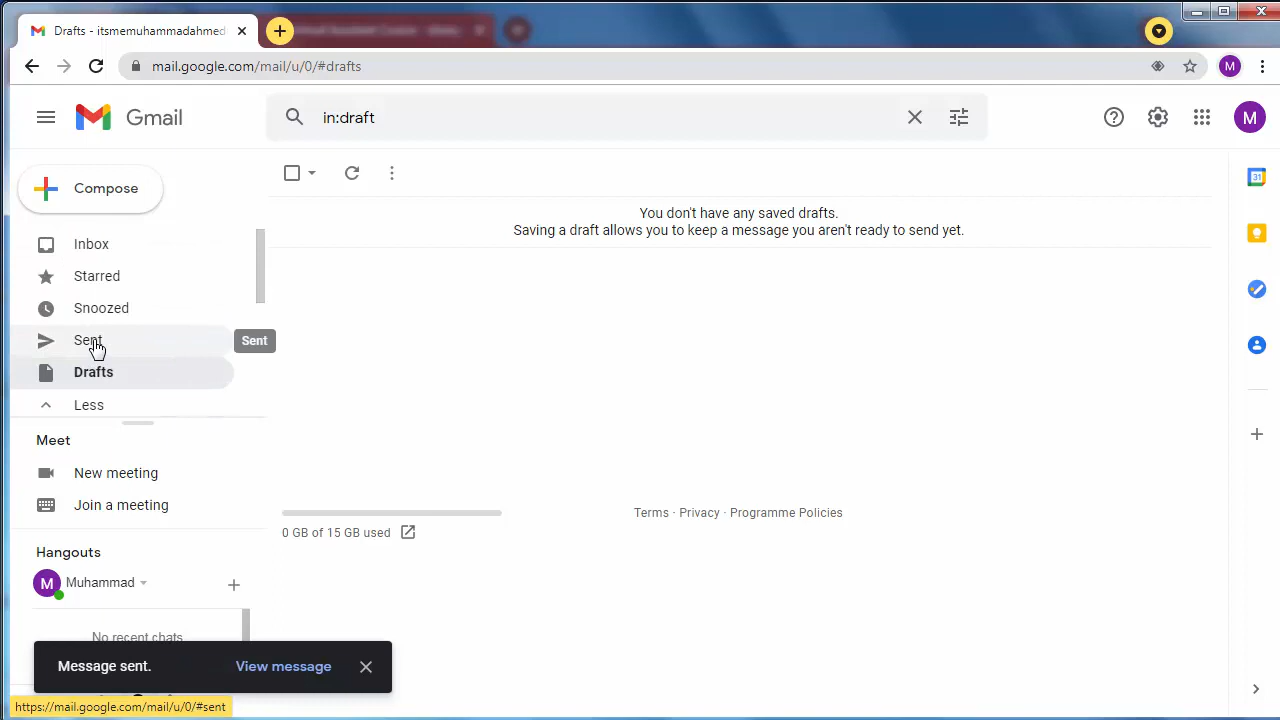 Drafts - itsmemuhammadahmed
mail.google.com/mail/u/0/#drafts
M
Gmail
in:draft
M
Compose
You don't have any saved drafts.
Saving a draft allows you to keep a message you aren't ready to send yet.
31
Inbox
Starred
Snoozed
Sent
Sent
Drafts
Less
Meet
New meeting
Join a meeting
Terms · Privacy · Programme Policies
0 GB of 15 GB used
Hangouts
M
Muhammad
No recent chats
Message sent.
View message
https://mail.google.com/mail/u/0/#sent